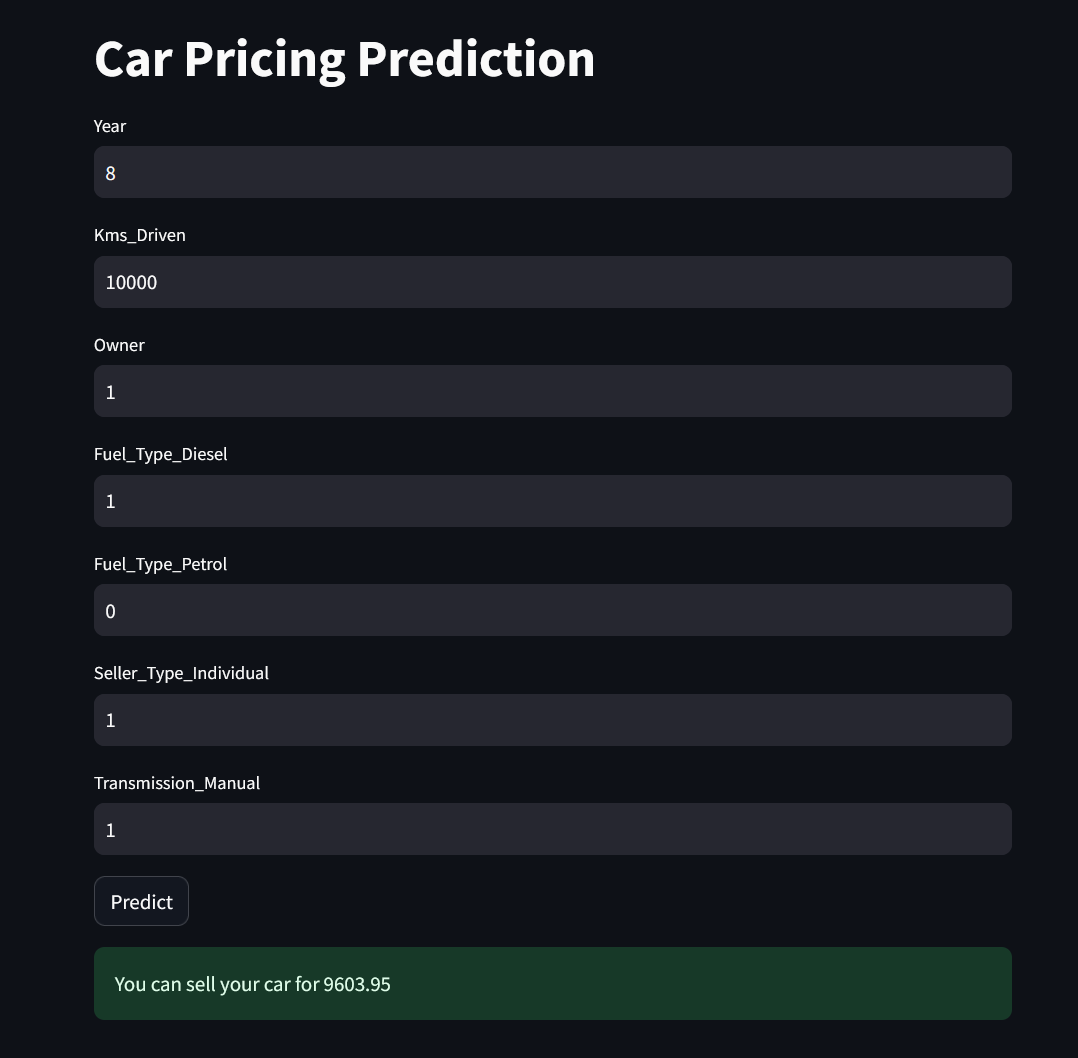 Car Pricing Prediction
Year
8
Kms_Driven
10000
Owner
1
Fuel_Type_Diesel
1
Fuel_Type_Petrol
0
Seller_Type_Individual
1
Transmission_Manual
1
Predict
You can sell your car for 9603.95